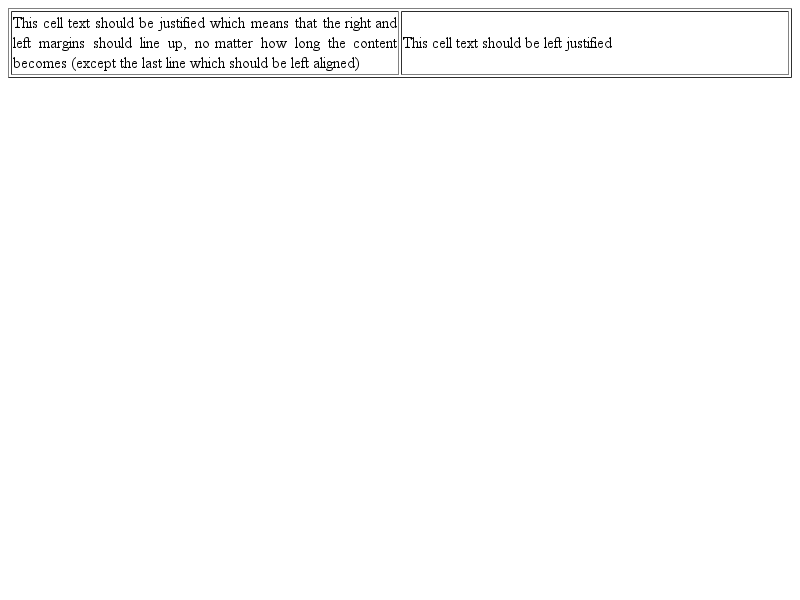 This cell text should be justified which means that the right and
left margins should line up, no matter how long the content
becomes (except the last line which should be left aligned)
This cell text should be left justified